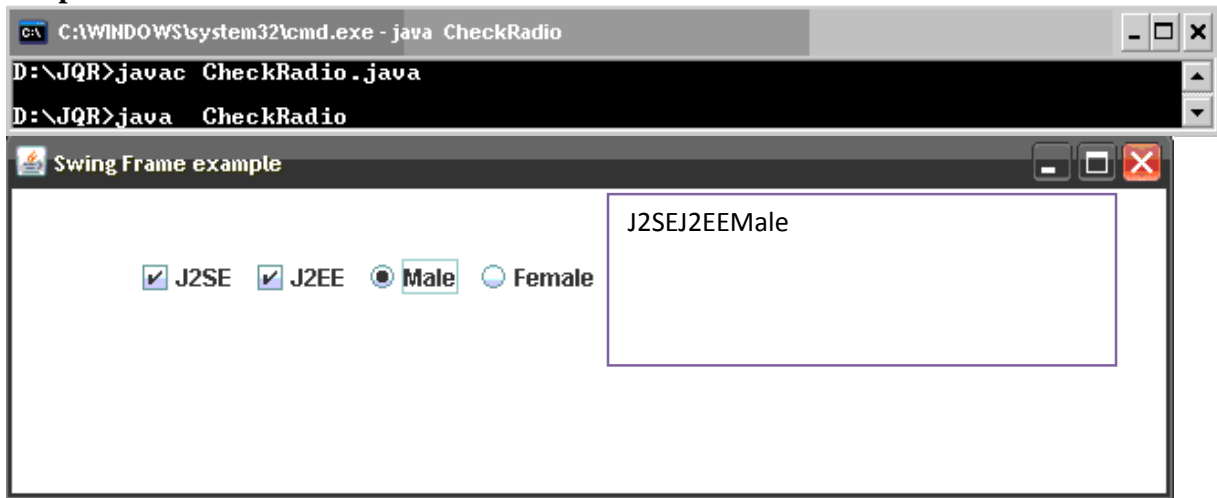 C:\WINDOWS\system32\cmd.exe - java CheckRadio
D:\JQR>javac CheckRadio.java
D:\JQR>java  CheckRadio
Swing Frame example
J2SEJ2EEMale
J2SE J2EE Male Female